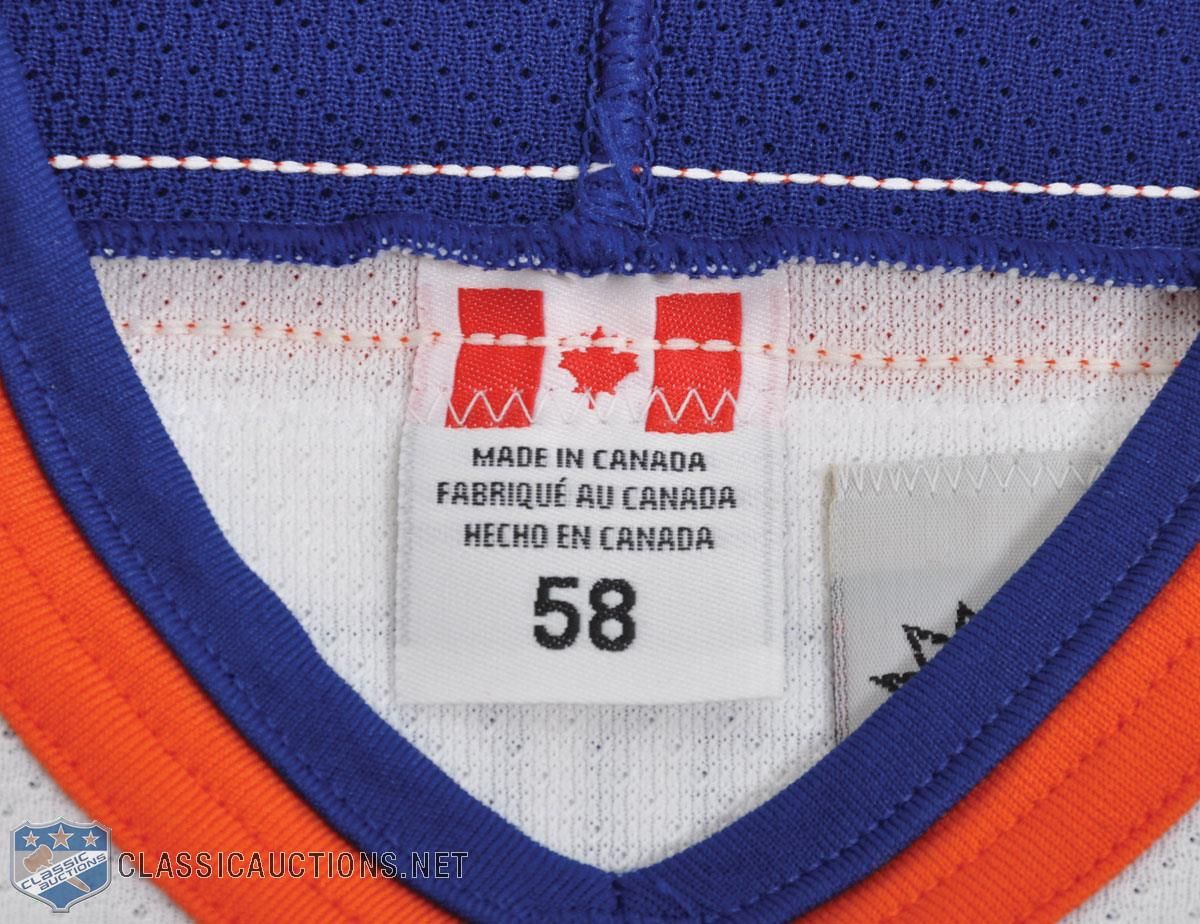 MADE IN CANADA
FABRIQUÉ AU CANADA
HECHO EN CANADA
58
CLASSIC
AUCTIONS
CLASSICAUCTIONS.NET